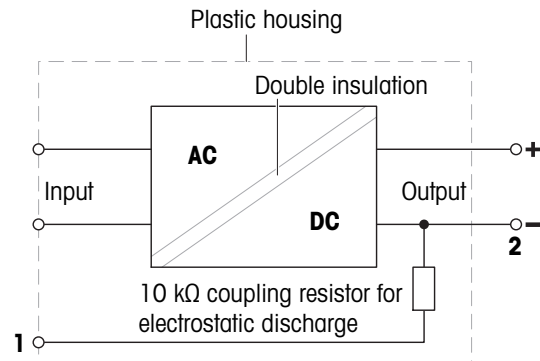 Plastic housing
Double insulation
AC
+
Input
Output
DC
−
2
10 kΩ coupling resistor for
electrostatic discharge
1